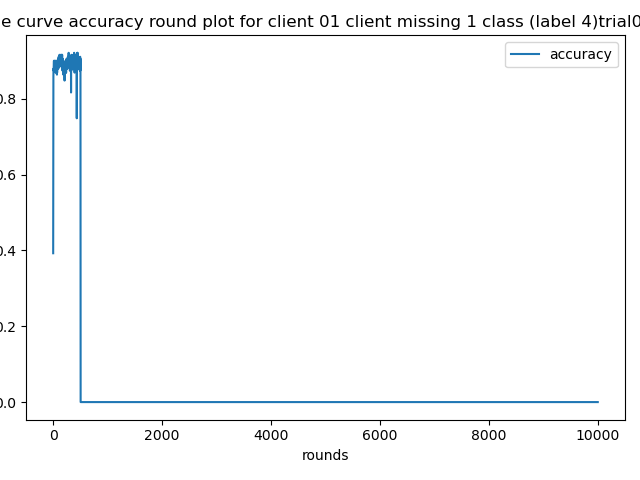 e curve accuracy round plot for client 01 client missing 1 class (label 4)trial0
accuracy
0.8
0.6
0.4
0.2
0.0
0 2000 4000 6000 8000 10000
rounds